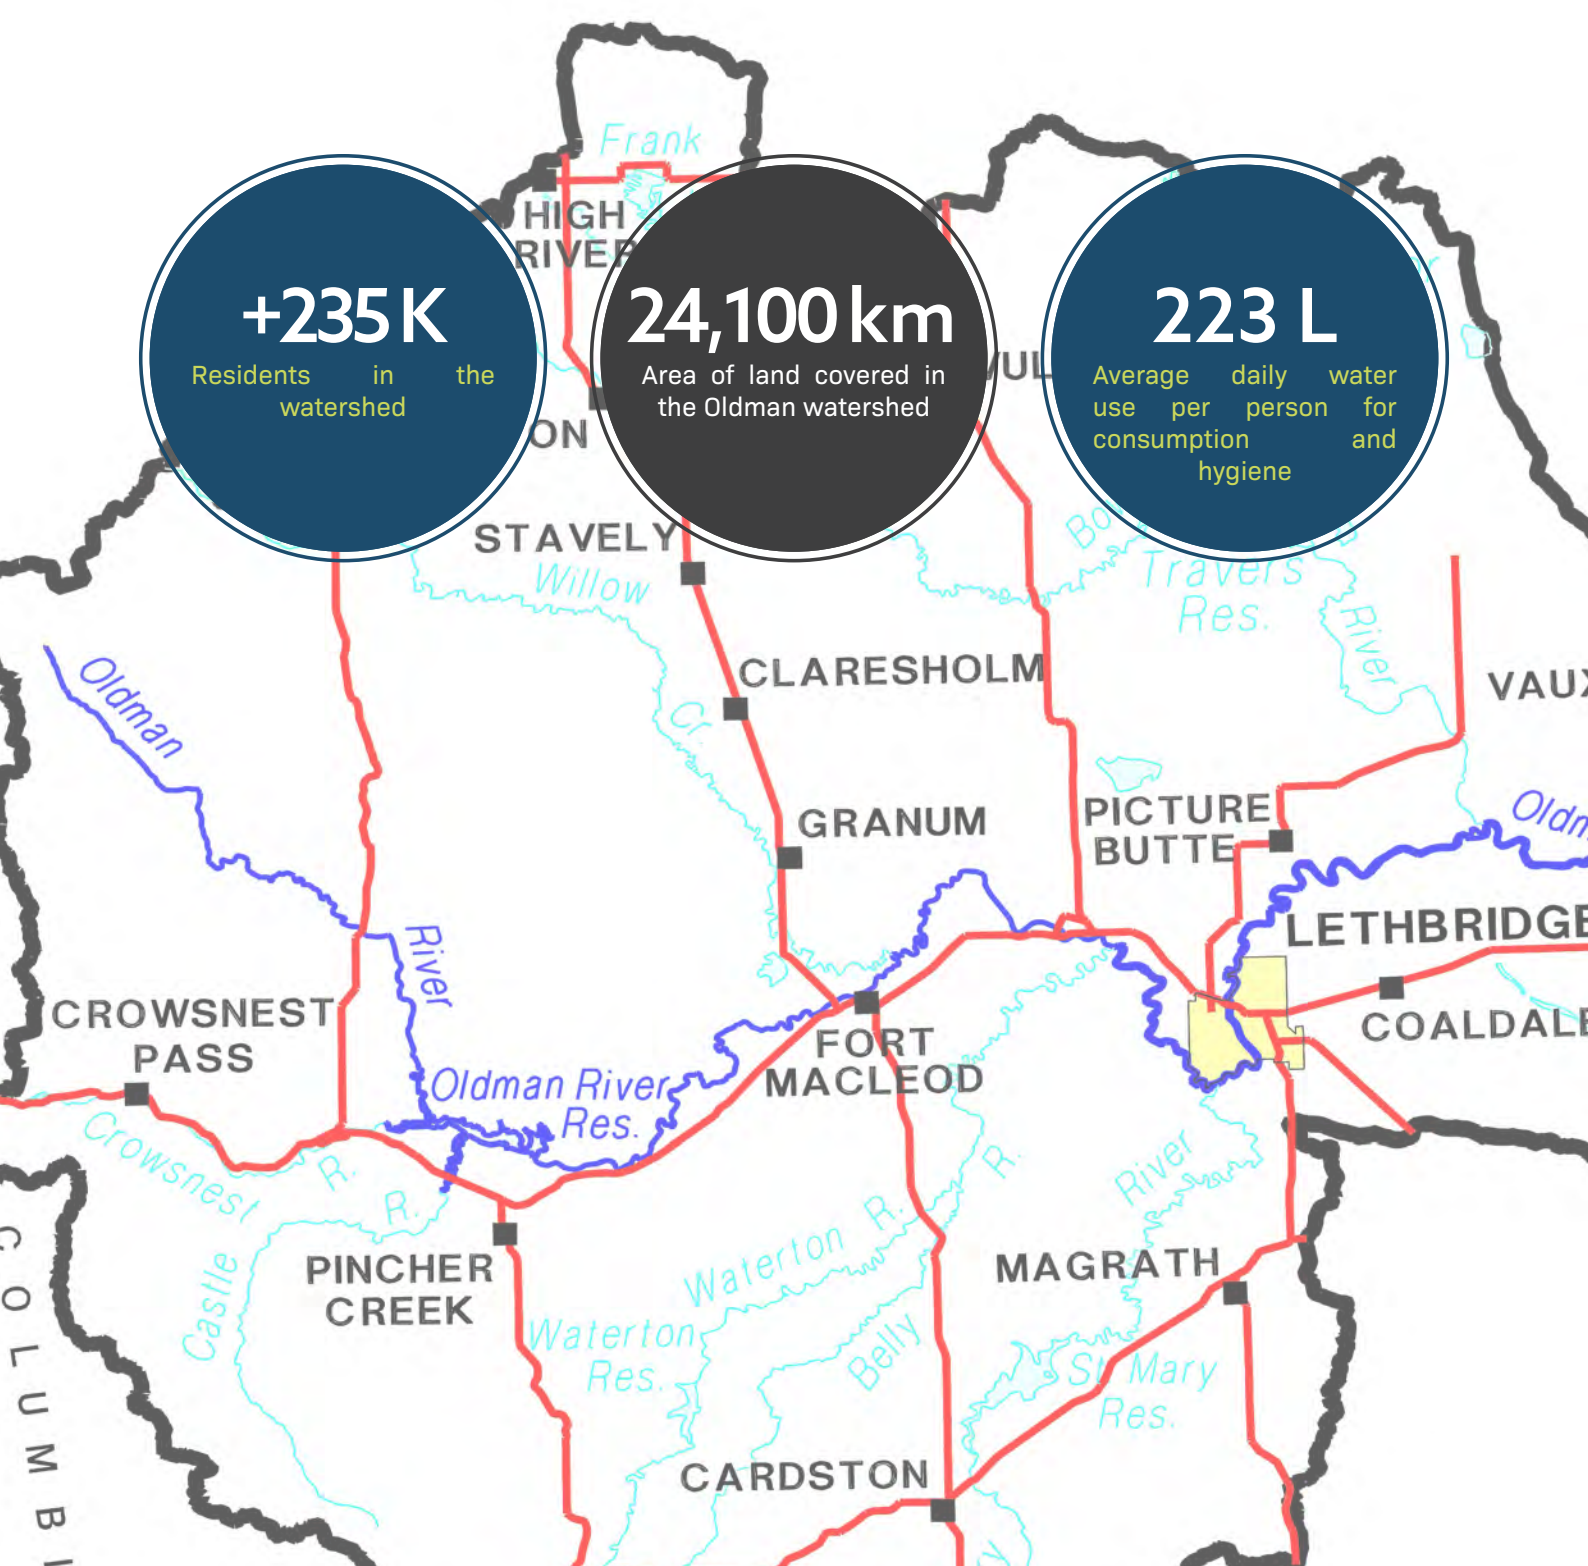 Frank
HIGH
RIVER
+235K
Residents in the
watershed
24,100 km
Area of land covered in
the Oldman watershed
223 L
Average daily water
use per person for
consumption and
hygiene
STAVELY
Willow
Cr.
Travers
Res.
River
CLARESHOLM
Oldman
River
GRANUM
PICTURE
BUTTE
LETHBRIDGE
COALDALE
CROWSNEST
PASS
FORT
MACLEOD
Oldman River
Res.
Crowsnest
R.
Castle
R.
PINCHER
CREEK
Waterton R.
Waterton
Res.
Belly
R.
River
MAGRATH
St Mary
Res.
CARDSTON